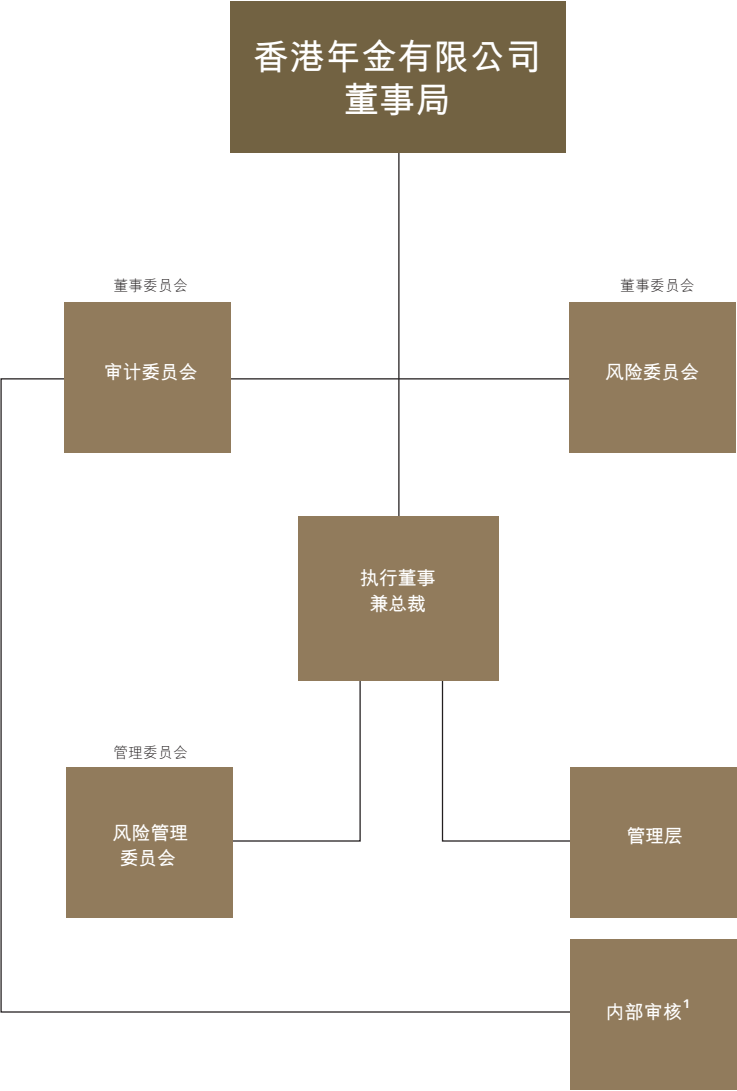 香港年金有限公司
董事局
董事委员会
董事委员会
审计委员会
风险委员会
执行董事
兼总裁
管理委员会
风险管理
委员会
管理层
内部审核¹